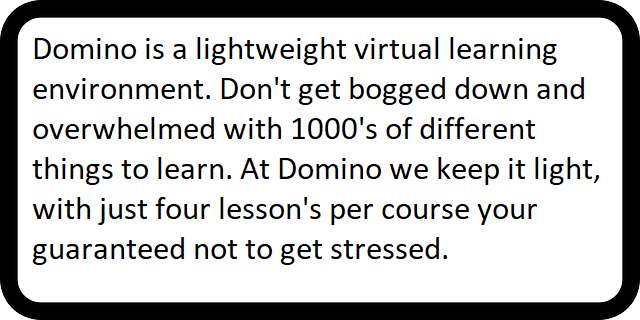 Domino is a lightweight virtual learning
environment. Don't get bogged down and
overwhelmed with 1000's of different
things to learn. At Domino we keep it light,
with just four lesson's per course your
guaranteed not to get stressed.